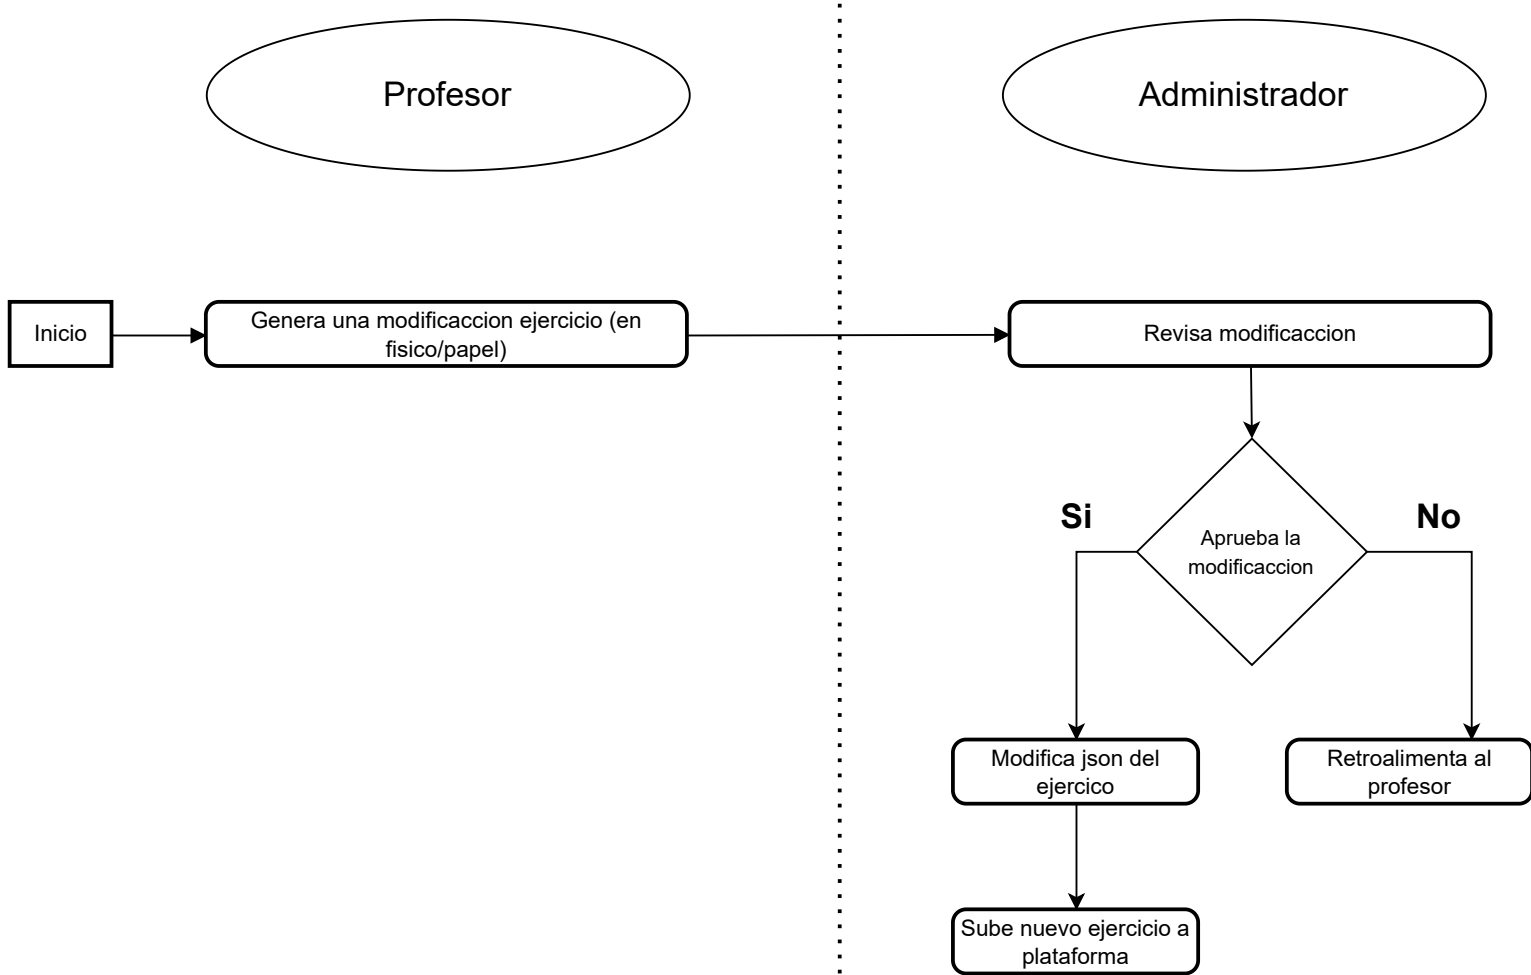 Profesor
Administrador
Inicio
Genera una modificaccion ejercicio (en
fisico/papel)
Revisa modificaccion
Si
No
Aprueba la
modificaccion
Modifica json del
ejercico
Retroalimenta al
profesor
Sube nuevo ejercicio a
plataforma